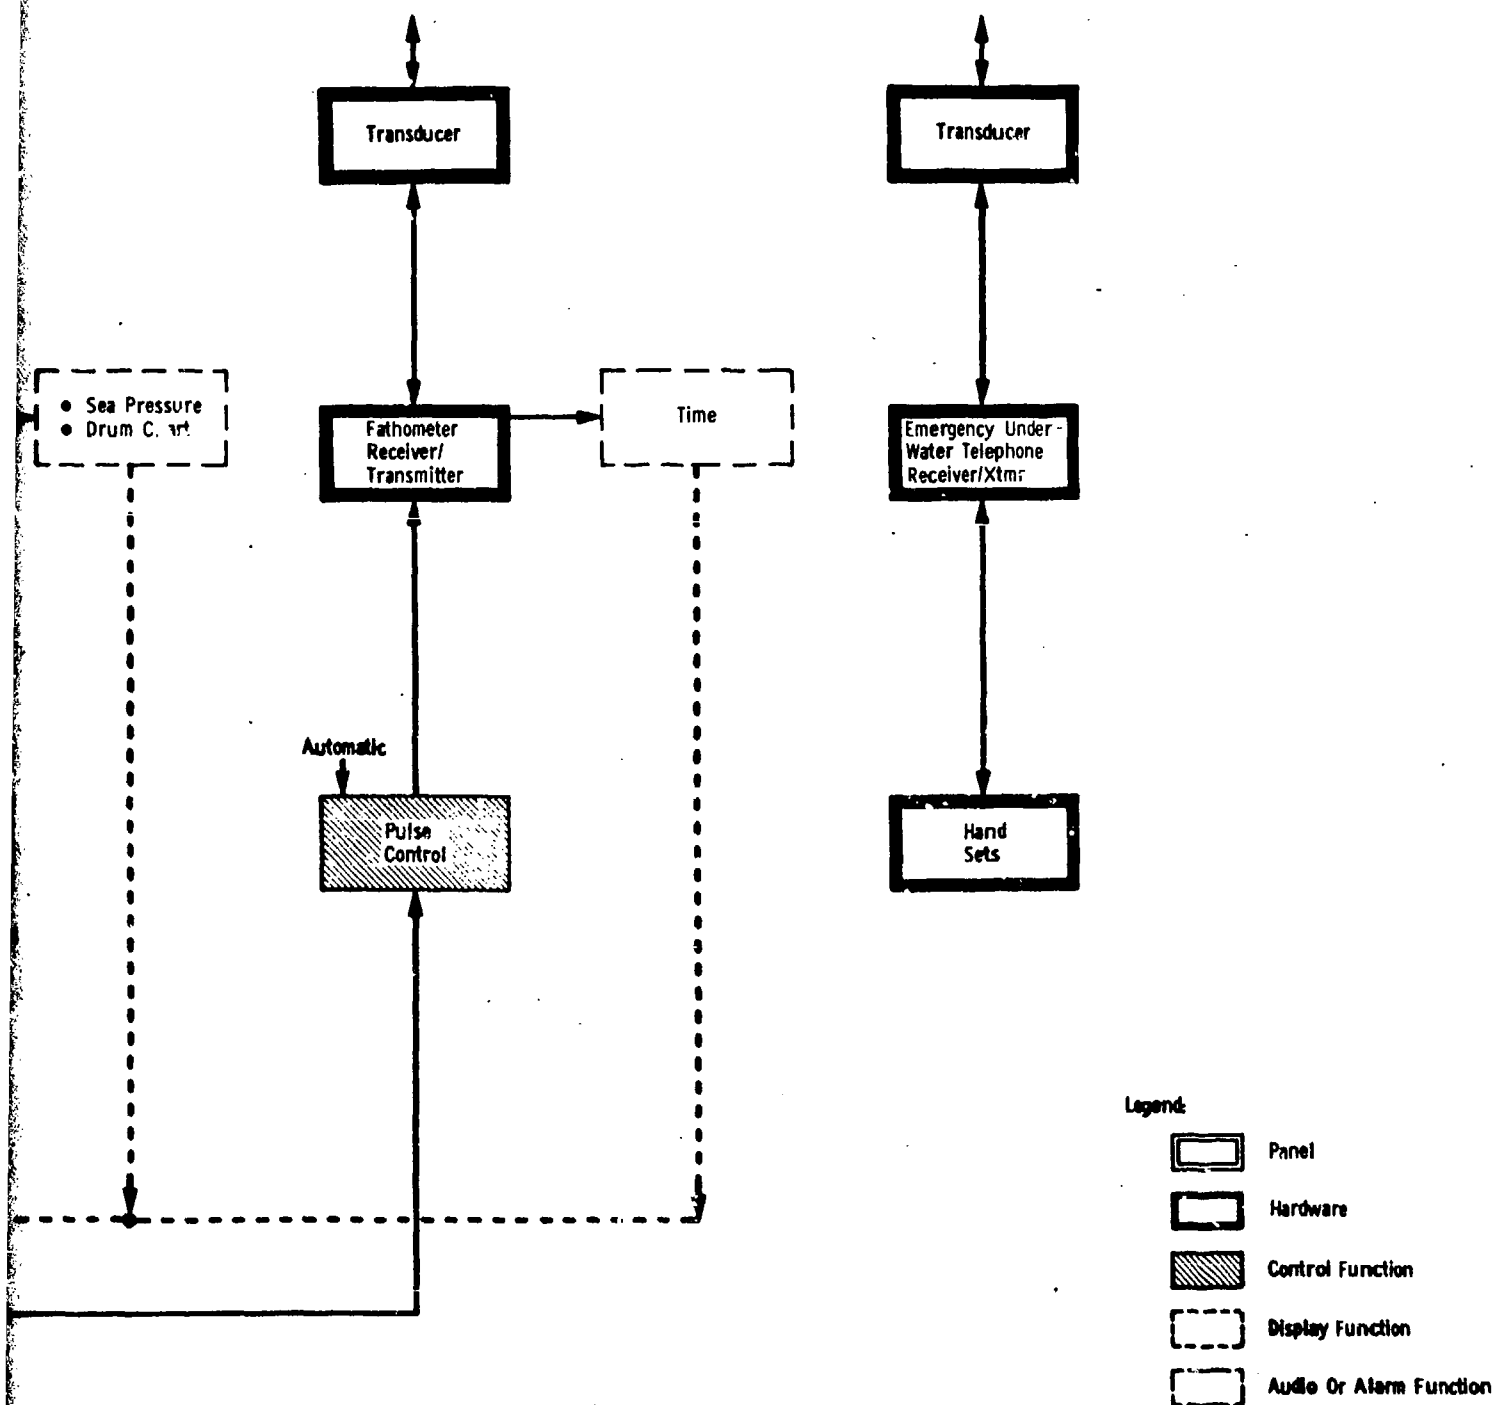 Transducer
Transducer
• Sea Pressure
• Drum
Fathometer
Receiver/
Transmitter
Time
Emergency Under-
Water Telephone
Receiver/Xtmr
Automatic
Pulse
Control
Hand
Sets
Legend:
Panel
Hardware
Control Function
Display Function
Audio Or Alarm Function